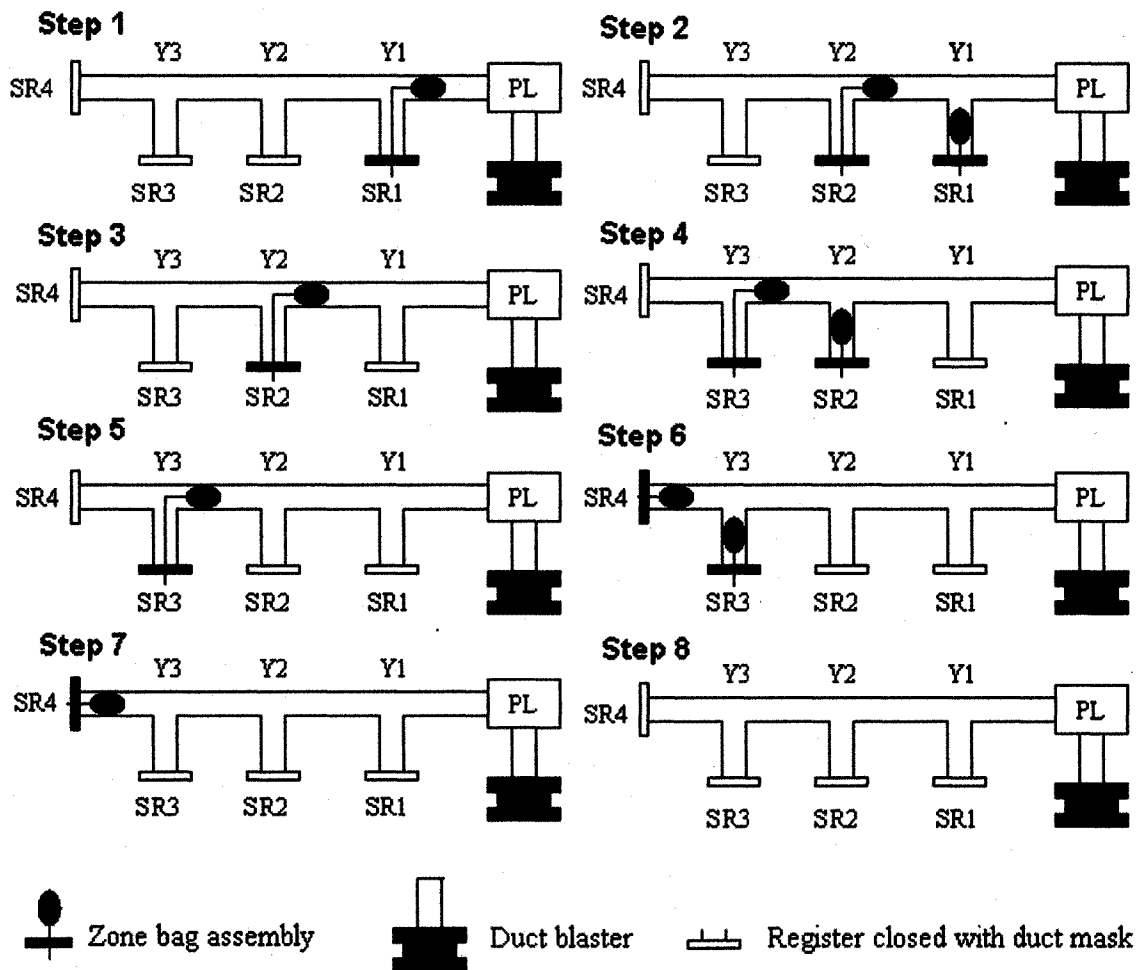 Step 1
Y3 Y2 Y1
SR4 PL
SR3 SR2 SR1
Step 2
Y3 Y2 Y1
SR4 PL
SR3 SR2 SR1
Step 3
Y3 Y2 Y1
SR4 PL
SR3 SR2 SR1
Step 4
Y3 Y2 Y1
SR4 PL
SR3 SR2 SR1
Step 5
Y3 Y2 Y1
SR4 PL
SR3 SR2 SR1
Step 6
Y3 Y2 Y1
SR4 PL
SR3 SR2 SR1
Step 7
Y3 Y2 Y1
SR4 PL
SR3 SR2 SR1
Step 8
Y3 Y2 Y1
SR4 PL
SR3 SR2 SR1
Zone bag assembly
Duct blaster
Register closed with duct mask